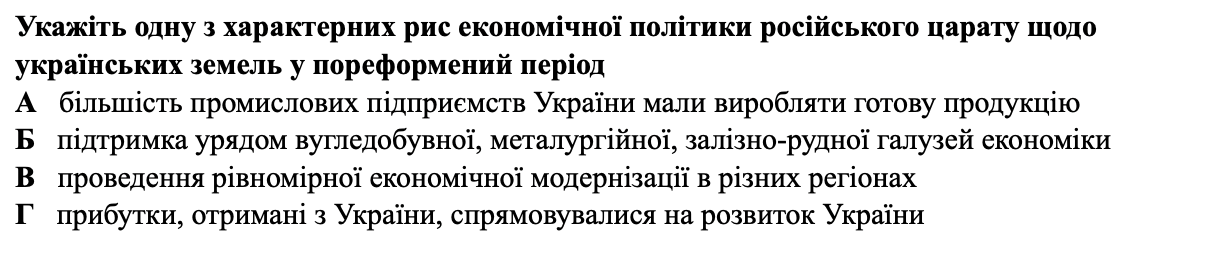 Укажіть одну з характерних рис економічної політики російського царату щодо
українських земель у пореформений період
А більшість промислових підприємств України мали виробляти готову продукцію
Б підтримка урядом вугледобувної, металургійної, залізно-рудної галузей економіки
В проведення рівномірної економічної модернізації в різних регіонах
Г прибутки, отримані з України, спрямовувалися на розвиток України